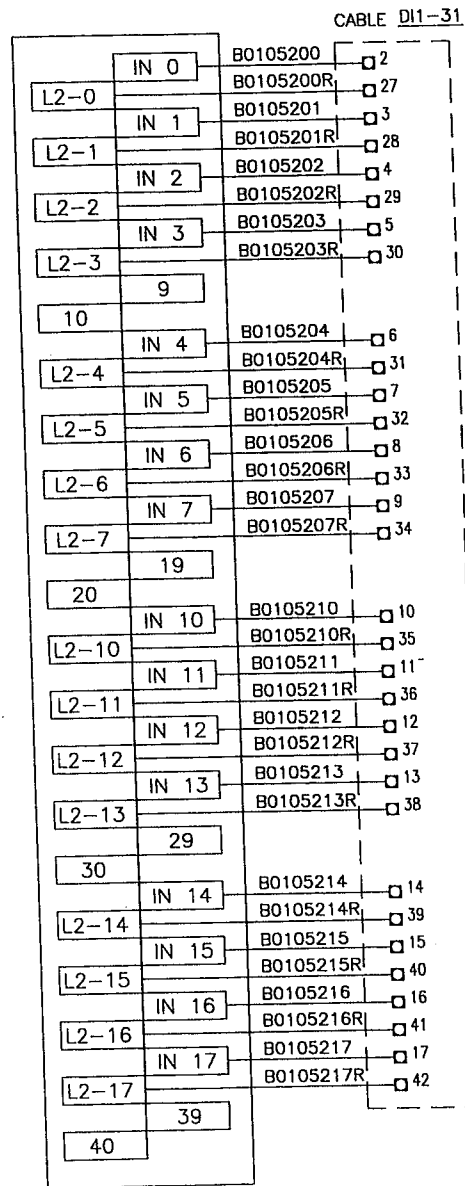 CABLE DI1-31
IN 0 B0105200 2
L2-0 B0105200R 27
IN 1 B0105201 3
L2-1 B0105201R 28
IN 2 B0105202 4
L2-2 B0105202R 29
IN 3 B0105203 5
L2-3 B0105203R 30
9
10
IN 4 B0105204 6
L2-4 B0105204R 31
IN 5 B0105205 7
L2-5 B0105205R 32
IN 6 B0105206 8
L2-6 B0105206R 33
IN 7 B0105207 9
L2-7 B0105207R 34
19
20
IN 10 B0105210 10
L2-10 B0105210R 35
IN 11 B0105211 11
L2-11 B0105211R 36
IN 12 B0105212 12
L2-12 B0105212R 37
IN 13 B0105213 13
L2-13 B0105213R 38
29
30
IN 14 B0105214 14
L2-14 B0105214R 39
IN 15 B0105215 15
L2-15 B0105215R 40
IN 16 B0105216 16
L2-16 B0105216R 41
IN 17 B0105217 17
L2-17 B0105217R 42
39
40